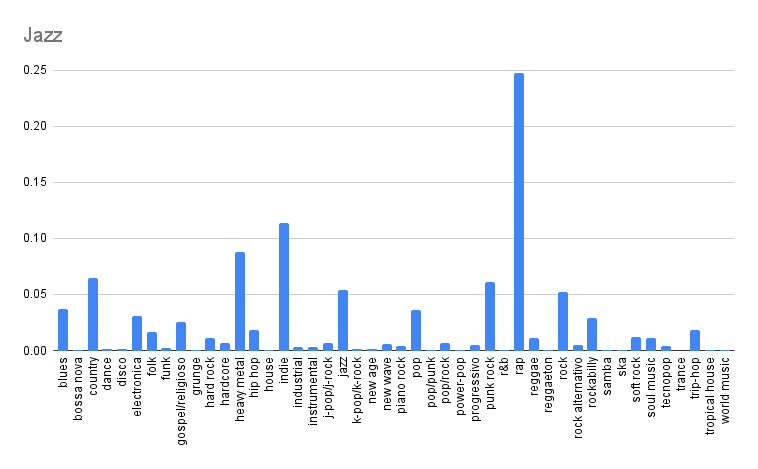 Jazz
0.25
0.20
0.15
0.10
0.05
0.00
blues
bossa nova
country
dance
disco
electronica
folk
funk
gospel/religioso
grunge
hard rock
hardcore
heavy metal
hip hop
house
indie
industrial
instrumental
j-pop/j-rock
jazz
k-pop/k-rock
new age
new wave
piano rock
pop
pop/punk
pop/rock
power-pop
progressivo
punk rock
r&b
rap
reggae
reggaeton
rock
rock alternativo
rockabilly
samba
ska
soft rock
soul music
tecnopop
trance
trip-hop
tropical house
world music